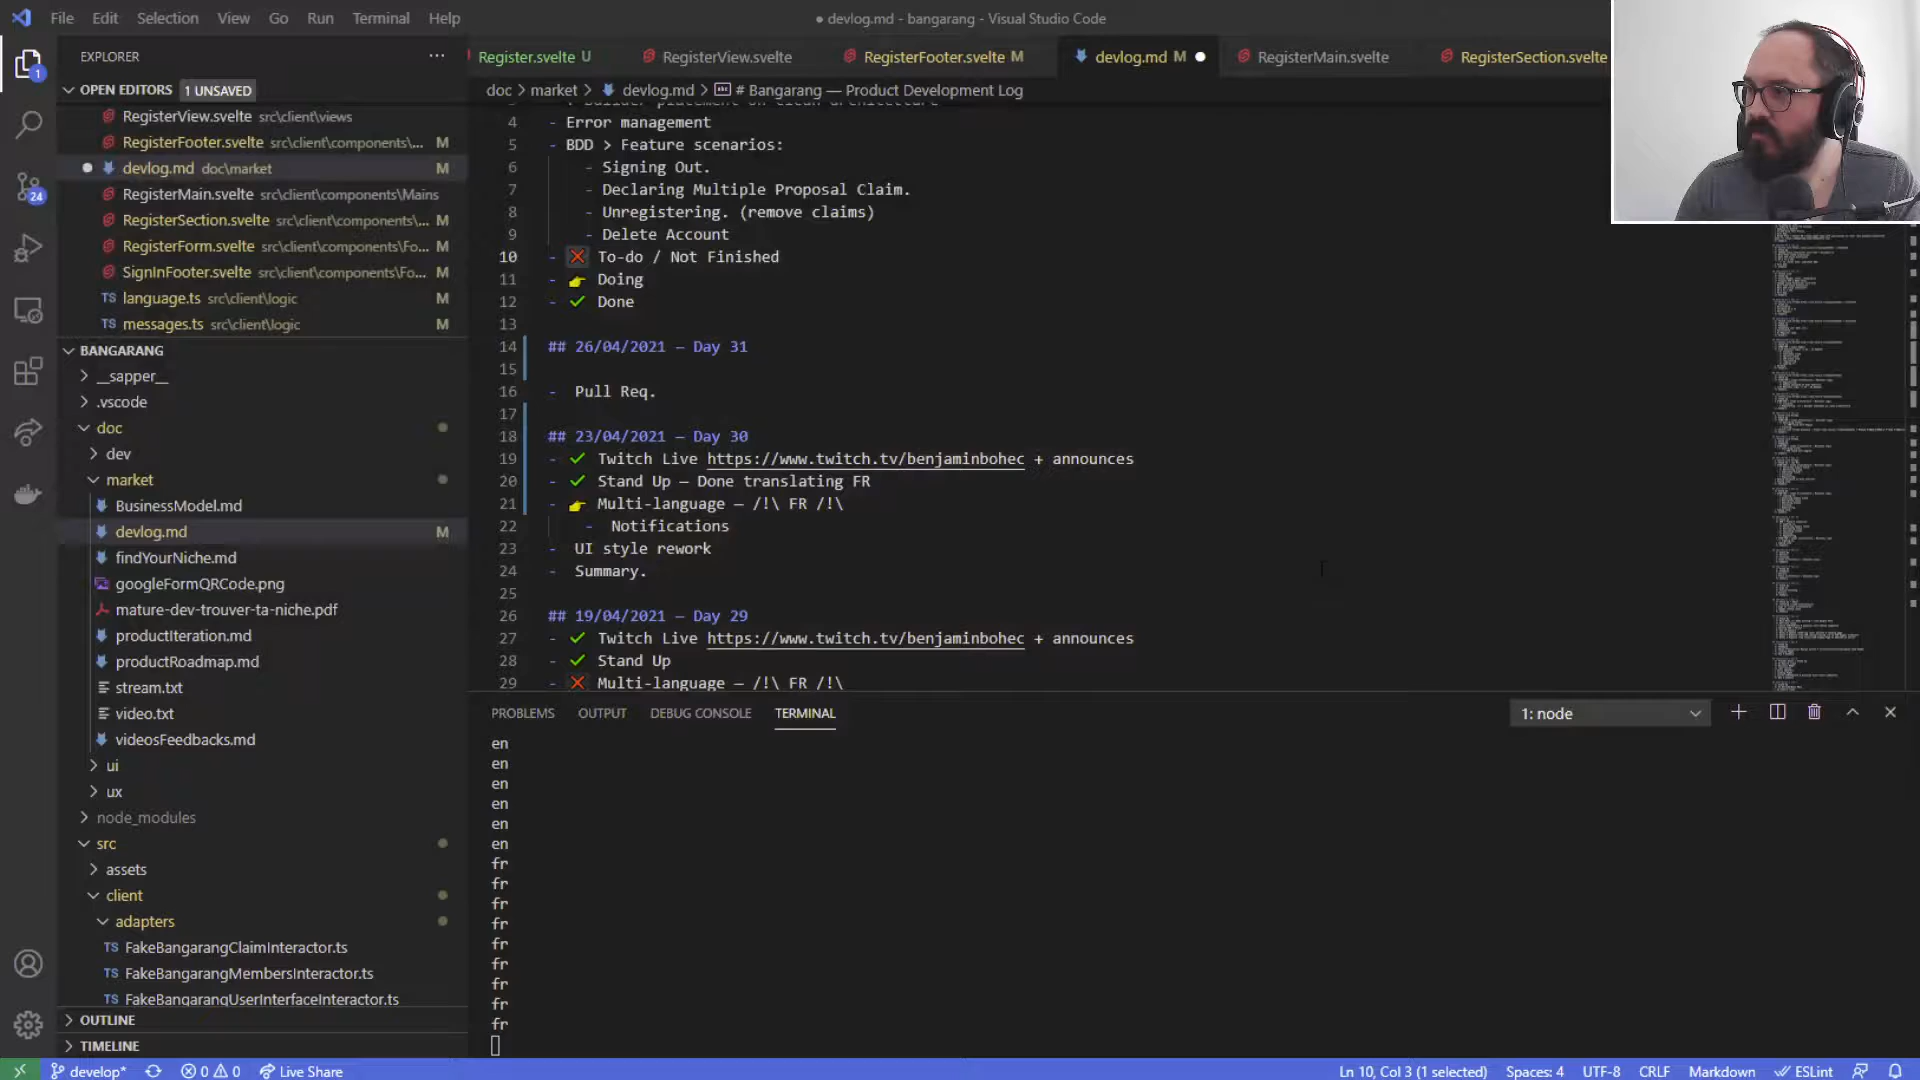 File Edit Selection View Go Run Terminal Help
● devlog.md - bangarang - Visual Studio Code
EXPLORER
OPEN EDITORS 1 UNSAVED
RegisterView.svelte src\client\views
RegisterFooter.svelte src\client\components\... M
devlog.md doc\market M
RegisterMain.svelte src\client\components\Mains
RegisterSection.svelte src\client\components\... M
RegisterForm.svelte src\client\components\Fo... M
SignInFooter.svelte src\client\components\Fo... M
TS language.ts src\client\logic M
TS messages.ts src\client\logic M
BANGARANG
__sapper__
.vscode
doc
dev
market
BusinessModel.md
devlog.md M
findYourNiche.md
googleFormQRCode.png
mature-dev-trouver-ta-niche.pdf
productIteration.md
productRoadmap.md
stream.txt
video.txt
videosFeedbacks.md
ui
ux
node_modules
src
assets
client
adapters
TS FakeBangarangClaimInteractor.ts
TS FakeBangarangMembersInteractor.ts
TS FakeBangarangUserInterfaceInteractor.ts
OUTLINE
TIMELINE
1
24
Register.svelte U RegisterView.svelte RegisterFooter.svelte M devlog.md M RegisterMain.svelte RegisterSection.svelte
doc > market > devlog.md > # Bangarang — Product Development Log
4 - Error management
5 - BDD > Feature scenarios:
6 - Signing Out.
7 - Declaring Multiple Proposal Claim.
8 - Unregistering. (remove claims)
9 - Delete Account
10 - ❌ To-do / Not Finished
11 - 👉 Doing
12 - ✔ Done
13
14 ## 26/04/2021 — Day 31
15
16 - Pull Req.
17
18 ## 23/04/2021 — Day 30
19 - ✔ Twitch Live https://www.twitch.tv/benjaminbohec + announces
20 - ✔ Stand Up — Done translating FR
21 - 👉 Multi-language — /!\ FR /!\
22 - Notifications
23 - UI style rework
24 - Summary.
25
26 ## 19/04/2021 — Day 29
27 - ✔ Twitch Live https://www.twitch.tv/benjaminbohec + announces
28 - ✔ Stand Up
29 - ❌ Multi-language — /!\ FR /!\
PROBLEMS OUTPUT DEBUG CONSOLE TERMINAL 1: node
en
en
en
en
en
en
fr
fr
fr
fr
fr
fr
fr
fr
fr
develop* 0 0 Live Share Ln 10, Col 3 (1 selected) Spaces: 4 UTF-8 CRLF Markdown ESLint